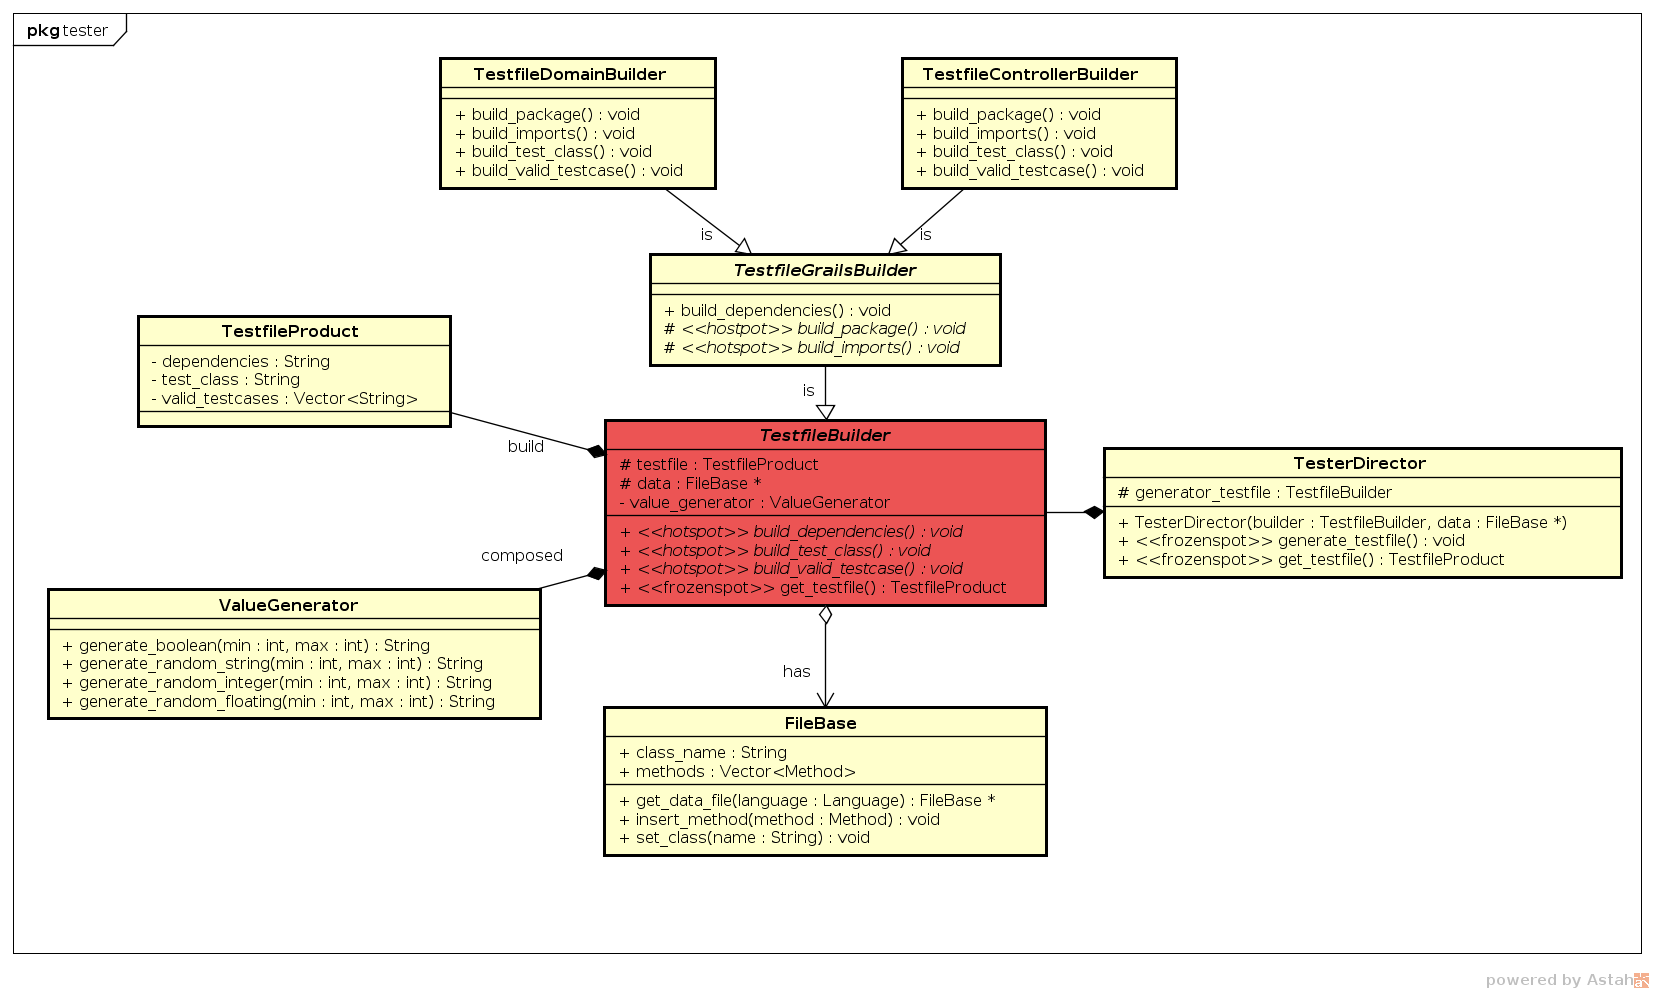 pkg tester
TestfileDomainBuilder
+ build_package() : void
+ build_imports() : void
+ build_test_class() : void
+ build_valid_testcase() : void
TestfileControllerBuilder
+ build_package() : void
+ build_imports() : void
+ build_test_class() : void
+ build_valid_testcase() : void
is
is
TestfileGrailsBuilder
+ build_dependencies() : void
# <<hostpot>> build_package() : void
# <<hotspot>> build_imports() : void
TestfileProduct
- dependencies : String
- test_class : String
- valid_testcases : Vector<String>
is
build
TestfileBuilder
# testfile : TestfileProduct
# data : FileBase *
- value_generator : ValueGenerator
+ <<hotspot>> build_dependencies() : void
+ <<hotspot>> build_test_class() : void
+ <<hotspot>> build_valid_testcase() : void
+ <<frozenspot>> get_testfile() : TestfileProduct
TesterDirector
# generator_testfile : TestfileBuilder
+ TesterDirector(builder : TestfileBuilder, data : FileBase *)
+ <<frozenspot>> generate_testfile() : void
+ <<frozenspot>> get_testfile() : TestfileProduct
composed
ValueGenerator
+ generate_boolean(min : int, max : int) : String
+ generate_random_string(min : int, max : int) : String
+ generate_random_integer(min : int, max : int) : String
+ generate_random_floating(min : int, max : int) : String
has
FileBase
+ class_name : String
+ methods : Vector<Method>
+ get_data_file(language : Language) : FileBase *
+ insert_method(method : Method) : void
+ set_class(name : String) : void
powered by Astah